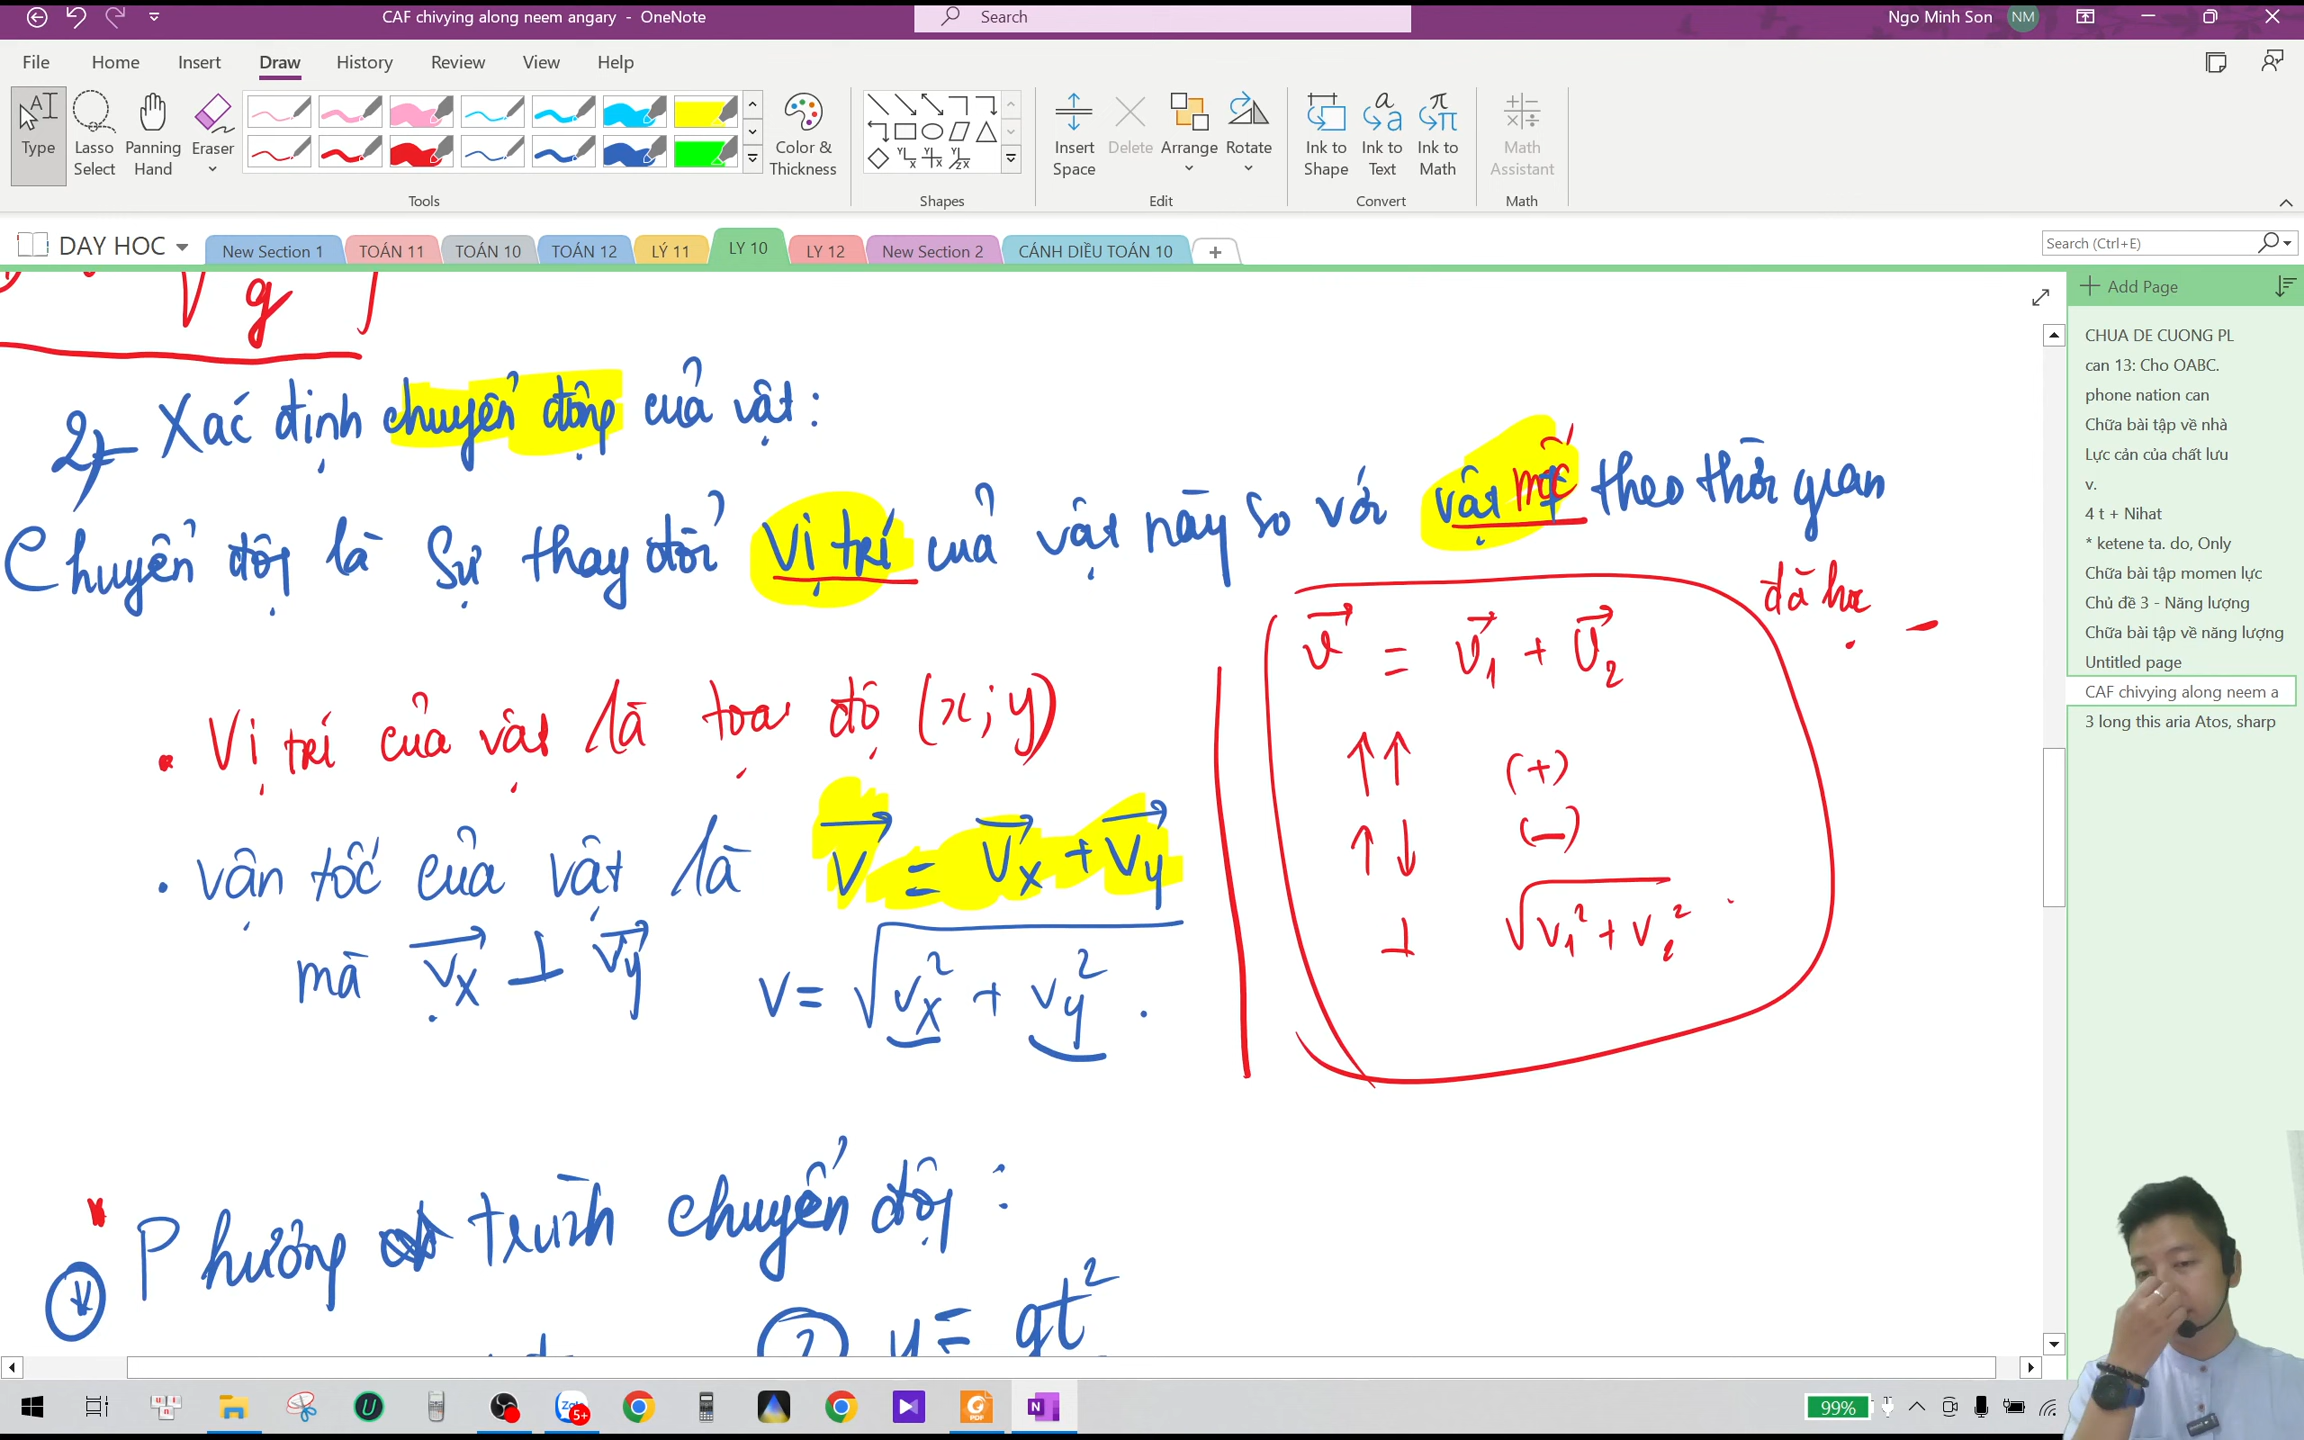 CAF chivying along neem angary - OneNote
Search
Ngo Minh Son NM
File Home Insert Draw History Review View Help
Type
Lasso Select
Panning Hand
Eraser
Color & Thickness
Insert Space
Delete
Arrange
Rotate
Ink to Shape
Ink to Text
Ink to Math
Math Assistant
Tools Shapes Edit Convert Math
DAY HOC New Section 1 TOÁN 11 TOÁN 10 TOÁN 12 LÝ 11 LY 10 LY 12 New Section 2 CÁNH DIỀU TOÁN 10
Search (Ctrl+E)
Add Page
CHUA DE CUONG PL
can 13: Cho OABC.
phone nation can
Chữa bài tập về nhà
Lực cản của chất lưu
v.
4 t + Nihat
* ketene ta. do, Only
Chữa bài tập momen lực
Chủ đề 3 - Năng lượng
Chữa bài tập về năng lượng
Untitled page
CAF chivying along neem a
3 long this aria Atos, sharp
g
2, Xác định chuyển động của vật:
Chuyển động là sự thay đổi vị trí của vật này so với vật mốc theo thời gian
• Vị trí của vật là toạ độ (x; y)
• vận tốc của vật là v⃗ = v⃗x + v⃗y
mà v⃗x ⊥ v⃗y v = √(vx² + vy²).
đã học
v⃗ = v⃗1 + v⃗2
↑↑ (+)
↑↓ (−)
⊥ √(v1² + v2²)
* Phương trình chuyển động:
y = gt²
99%